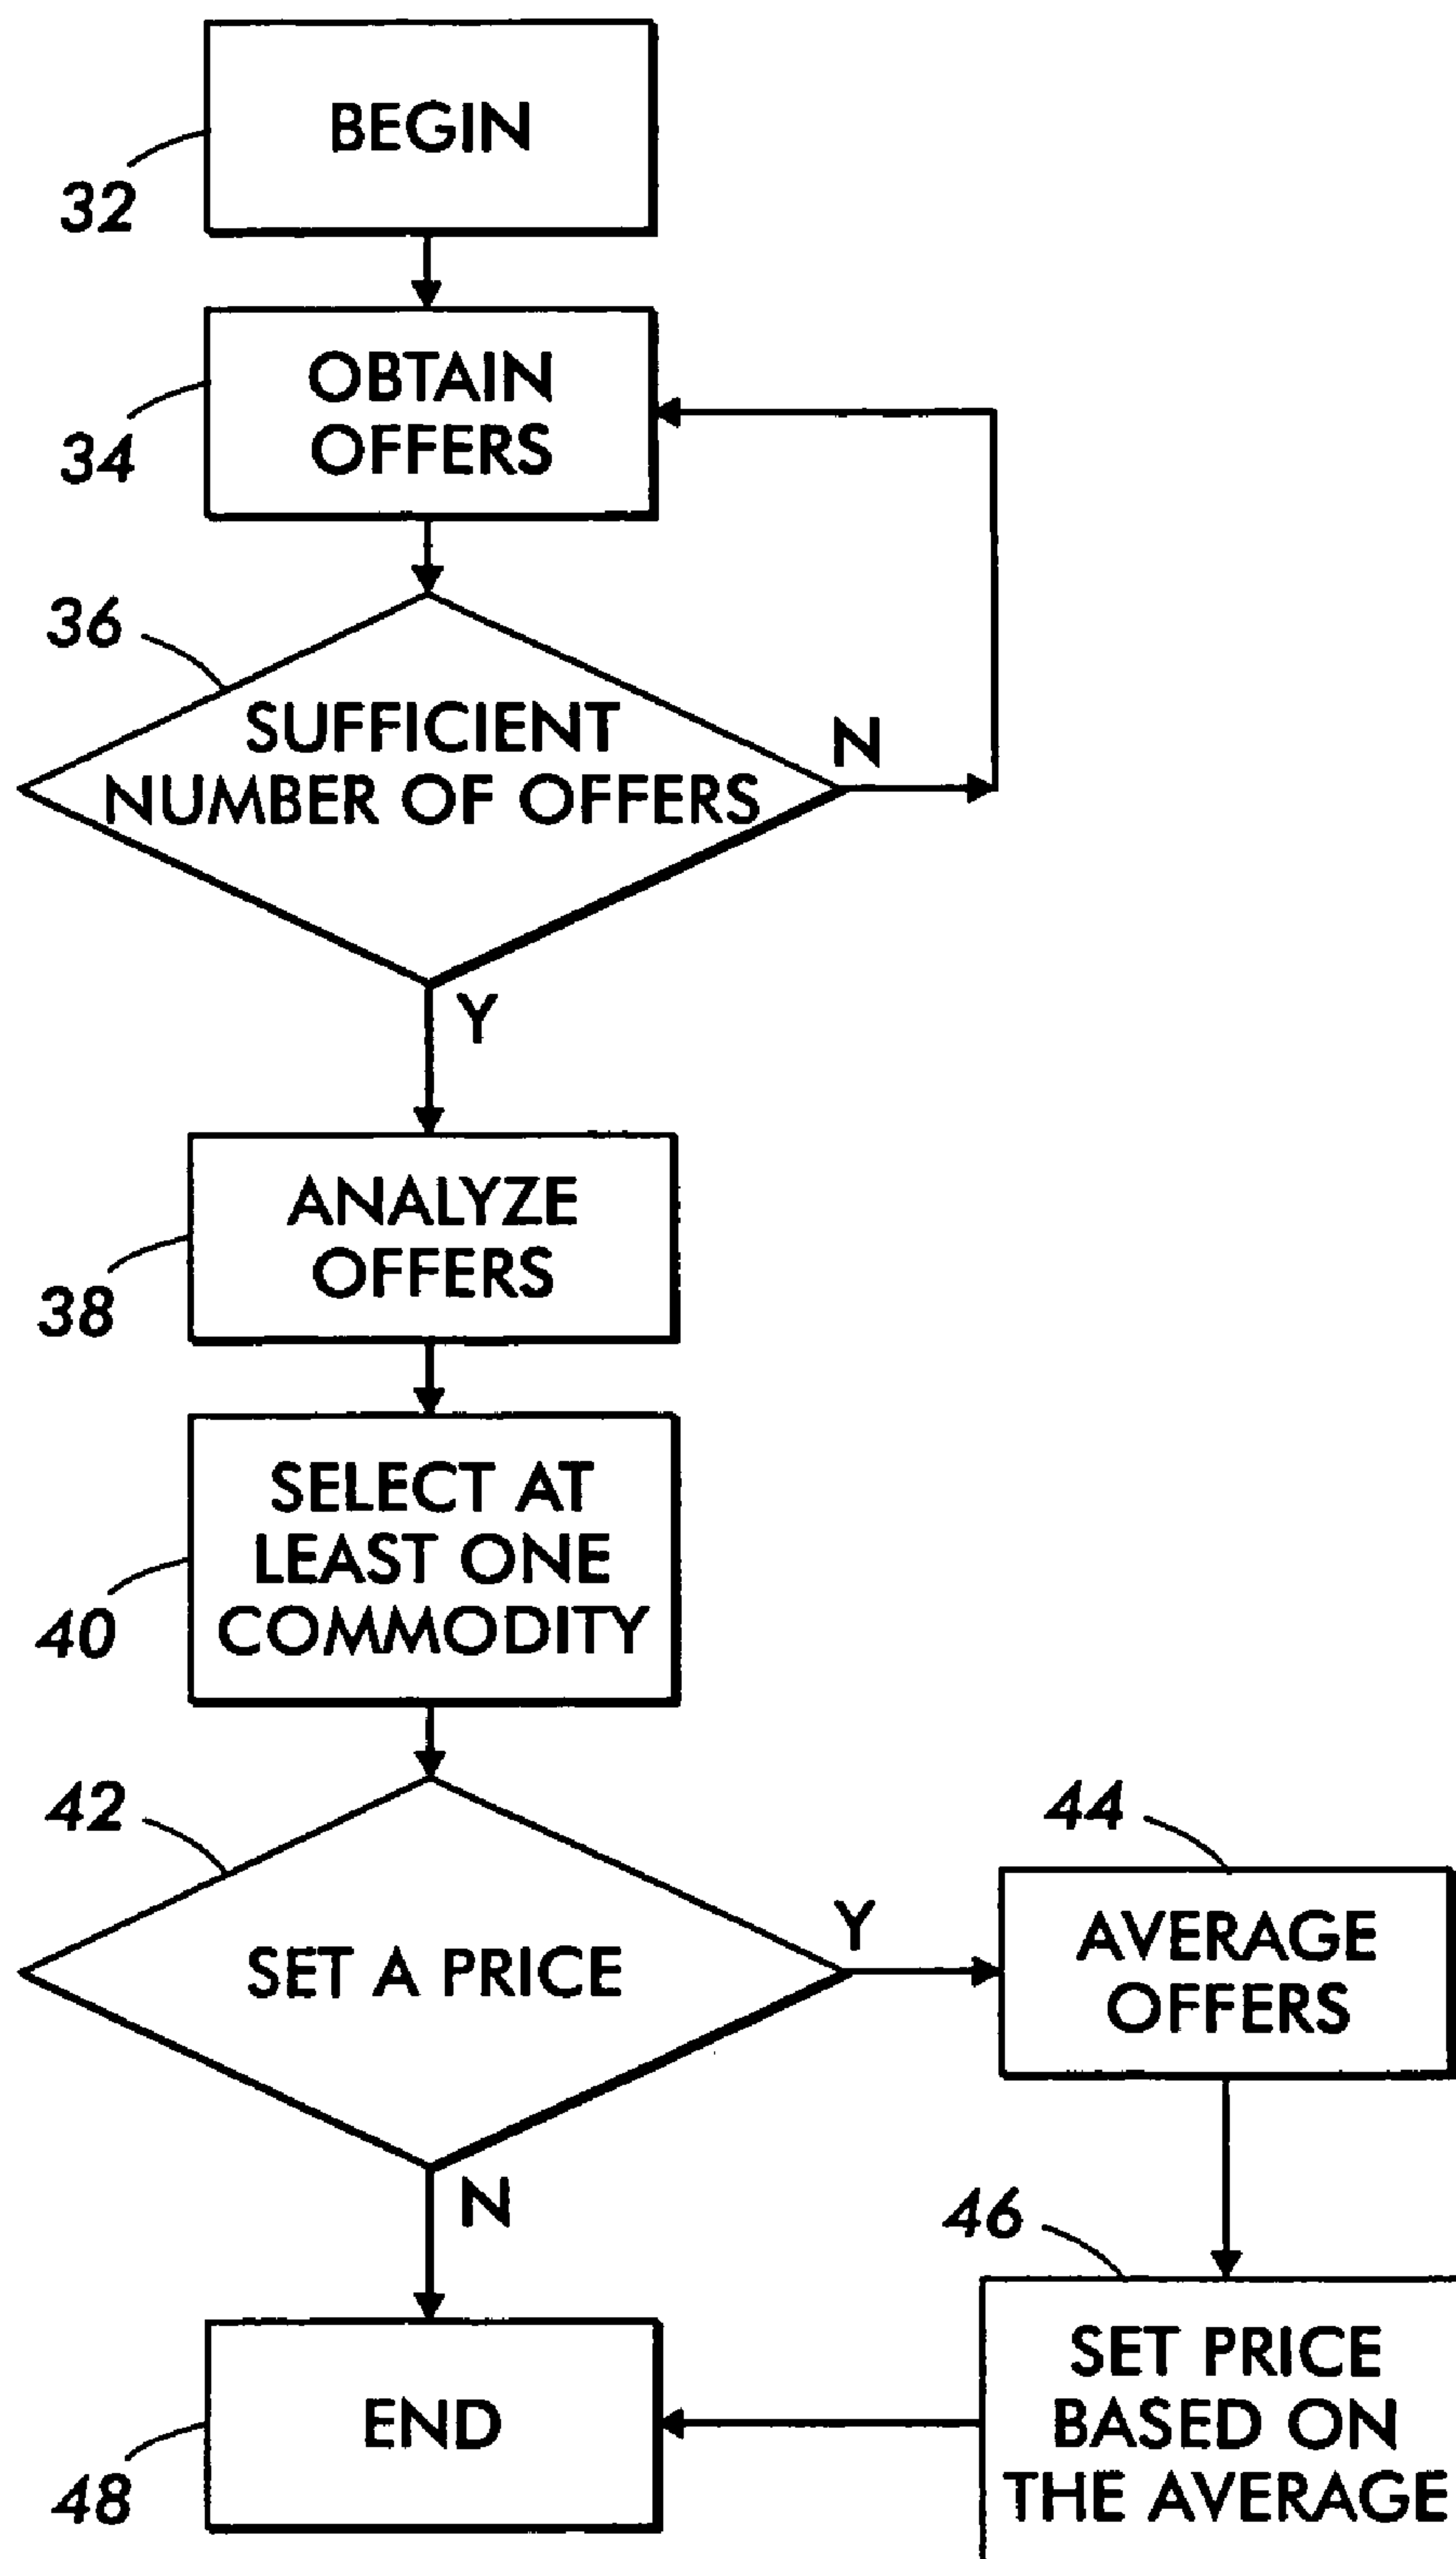 BEGIN
32
OBTAIN
OFFERS
34
36
SUFFICIENT
NUMBER OF OFFERS
N
Y
ANALYZE
OFFERS
38
SELECT AT
LEAST ONE
COMMODITY
40
42
SET A PRICE
Y
N
44
AVERAGE
OFFERS
46
SET PRICE
BASED ON
THE AVERAGE
END
48